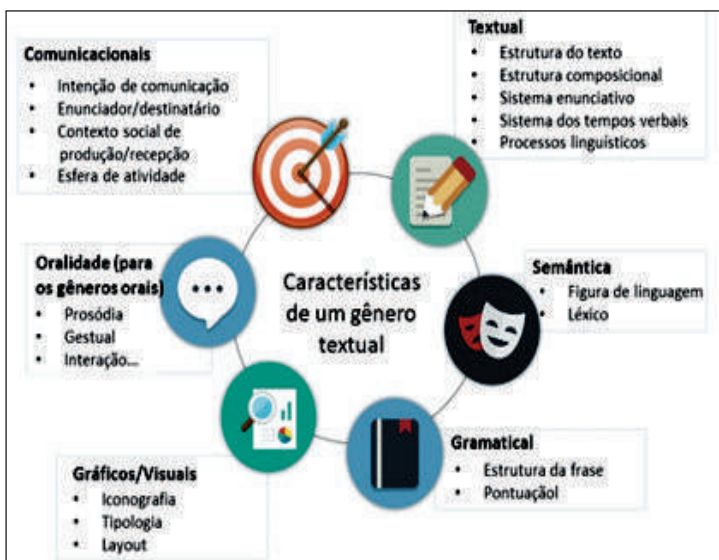 Comunicacionais
• Intenção de comunicação
• Enunciador/destinatário
• Contexto social de
produção/recepção
• Esfera de atividade
Textual
• Estrutura do texto
• Estrutura composicional
• Sistema enunciativo
• Sistema dos tempos verbais
• Processos linguísticos
Oralidade (para
os gêneros orais)
• Prosódia
• Gestual
• Interação...
Características
de um gênero
textual
Semântica
• Figura de linguagem
• Léxico
Gráficos/Visuais
• Iconografia
• Tipologia
• Layout
Gramatical
• Estrutura da frase
• Pontuaçãol